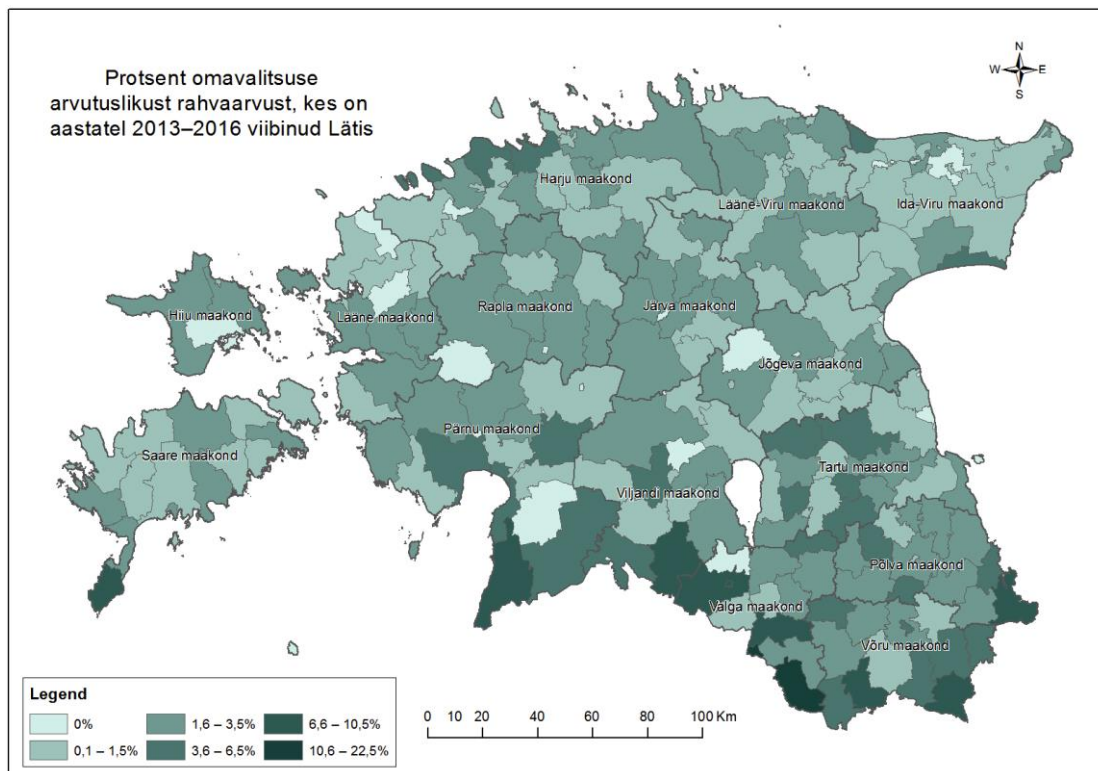 Protsent omavalitsuse
arvutuslikust rahvaarvust, kes on
aastatel 2013–2016 viibinud Lätis
N
W E
S
Harju maakond
Lääne-Viru maakond
Ida-Viru maakond
Hiiu maakond
Lääne maakond
Rapla maakond
Järva maakond
Jõgeva maakond
Saare maakond
Pärnu maakond
Viljandi maakond
Tartu maakond
Põlva maakond
Valga maakond
Võru maakond
Legend
0% 1,6 – 3,5% 6,6 – 10,5%
0,1 – 1,5% 3,6 – 6,5% 10,6 – 22,5%
0 10 20 40 60 80 100 Km